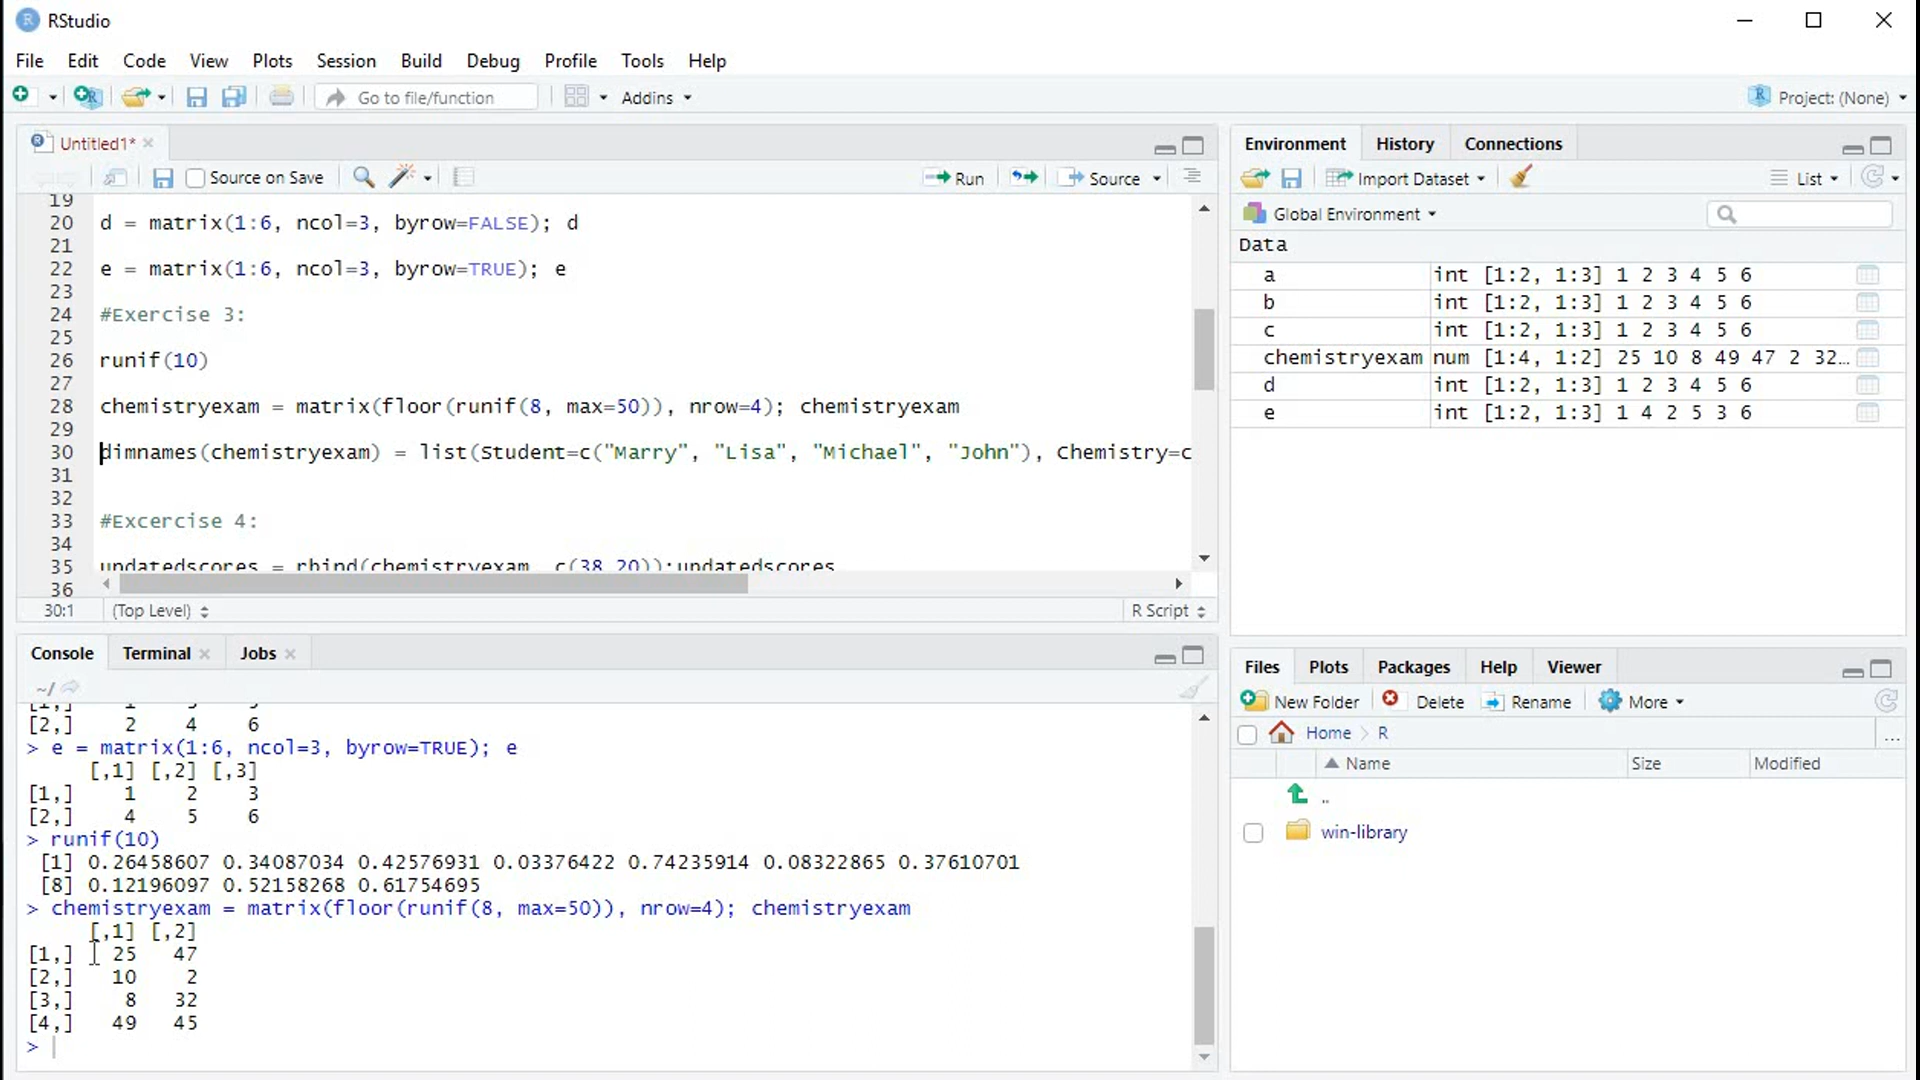 RStudio
File Edit Code View Plots Session Build Debug Profile Tools Help
Go to file/function Addins Project: (None)
Untitled1*
Source on Save Run Source
19
20 d = matrix(1:6, ncol=3, byrow=FALSE); d
21
22 e = matrix(1:6, ncol=3, byrow=TRUE); e
23
24 #Exercise 3:
25
26 runif(10)
27
28 chemistryexam = matrix(floor(runif(8, max=50)), nrow=4); chemistryexam
29
30 dimnames(chemistryexam) = list(Student=c("Marry", "Lisa", "Michael", "John"), Chemistry=c
31
32
33 #Excercise 4:
34
35 updatedscores = rbind(chemistryexam, c(38,20));updatedscores
36
30:1 (Top Level) R Script
Console Terminal Jobs
~/
[2,] 2 4 6
> e = matrix(1:6, ncol=3, byrow=TRUE); e
[,1] [,2] [,3]
[1,] 1 2 3
[2,] 4 5 6
> runif(10)
[1] 0.26458607 0.34087034 0.42576931 0.03376422 0.74235914 0.08322865 0.37610701
[8] 0.12196097 0.52158268 0.61754695
> chemistryexam = matrix(floor(runif(8, max=50)), nrow=4); chemistryexam
[,1] [,2]
[1,] 25 47
[2,] 10 2
[3,] 8 32
[4,] 49 45
>
Environment History Connections
Import Dataset List
Global Environment
Data
a int [1:2, 1:3] 1 2 3 4 5 6
b int [1:2, 1:3] 1 2 3 4 5 6
c int [1:2, 1:3] 1 2 3 4 5 6
chemistryexam num [1:4, 1:2] 25 10 8 49 47 2 32...
d int [1:2, 1:3] 1 2 3 4 5 6
e int [1:2, 1:3] 1 4 2 5 3 6
Files Plots Packages Help Viewer
New Folder Delete Rename More
Home R ...
Name Size Modified
..
win-library